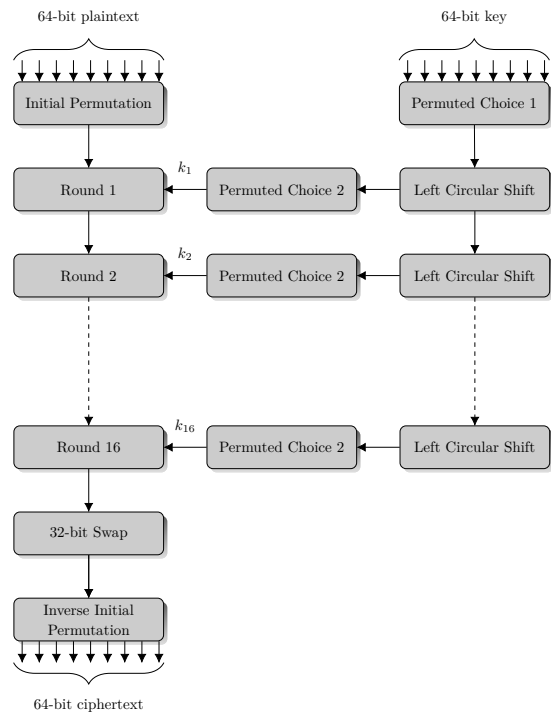 64-bit plaintext
64-bit key
Initial Permutation
Permuted Choice 1
k₁
Round 1
Permuted Choice 2
Left Circular Shift
k₂
Round 2
Permuted Choice 2
Left Circular Shift
k₁₆
Round 16
Permuted Choice 2
Left Circular Shift
32-bit Swap
Inverse Initial
Permutation
64-bit ciphertext